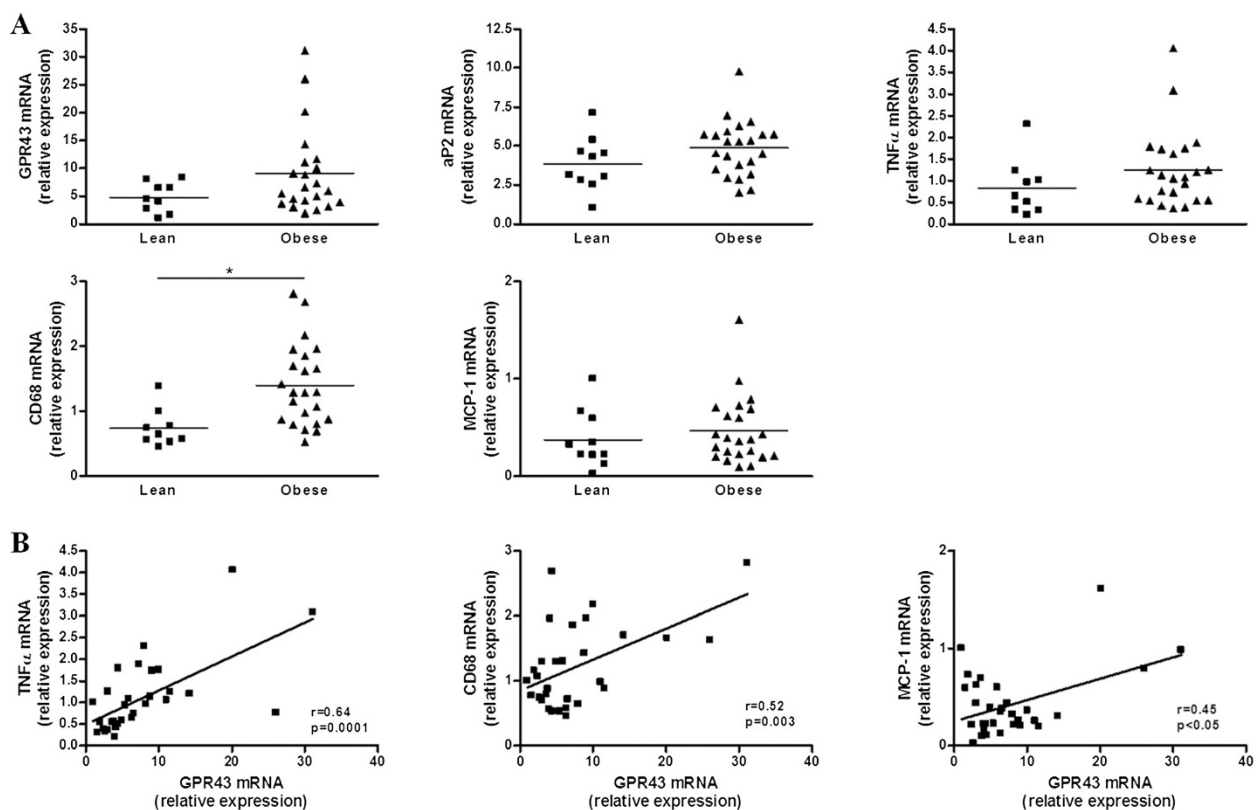 A
GPR43 mRNA
(relative expression)
35
30
25
20
15
10
5
0
Lean
Obese
aP2 mRNA
(relative expression)
12.5
10.0
7.5
5.0
2.5
0.0
Lean
Obese
TNFα mRNA
(relative expression)
4.5
4.0
3.5
3.0
2.5
2.0
1.5
1.0
0.5
0.0
Lean
Obese
CD68 mRNA
(relative expression)
3
2
1
0
*
Lean
Obese
MCP-1 mRNA
(relative expression)
2
1
0
Lean
Obese
B
TNFα mRNA
(relative expression)
4.5
4.0
3.5
3.0
2.5
2.0
1.5
1.0
0.5
0.0
r=0.64
p=0.0001
0 10 20 30 40
GPR43 mRNA
(relative expression)
CD68 mRNA
(relative expression)
3
2
1
0
r=0.52
p=0.003
0 10 20 30 40
GPR43 mRNA
(relative expression)
MCP-1 mRNA
(relative expression)
2
1
0
r=0.45
p<0.05
0 10 20 30 40
GPR43 mRNA
(relative expression)